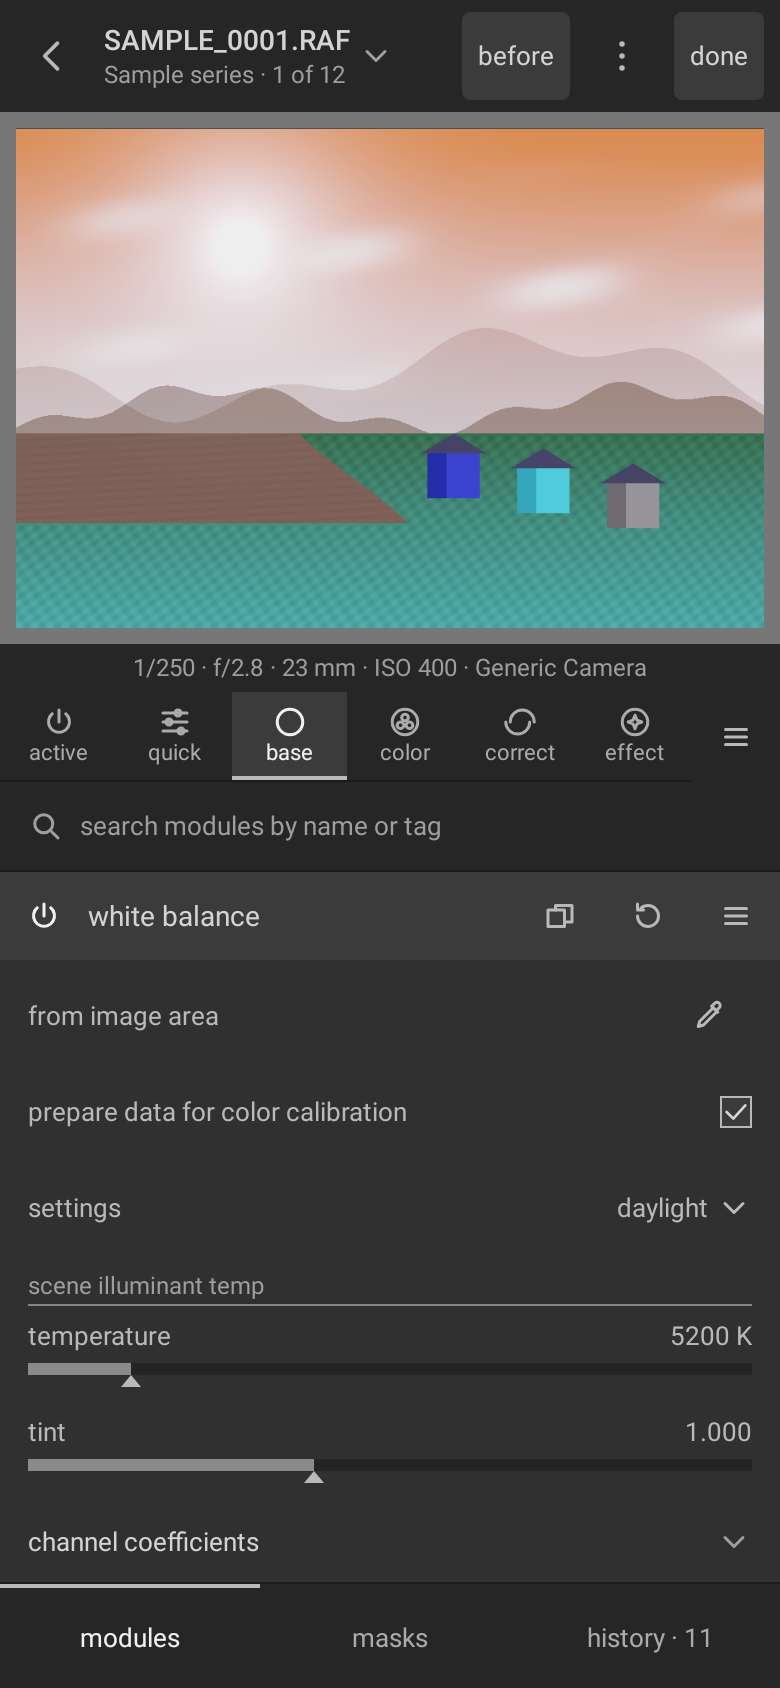 SAMPLE_0001.RAF
Sample series · 1 of 12
before
done
1/250 · f/2.8 · 23 mm · ISO 400 · Generic Camera
active
quick
base
color
correct
effect
search modules by name or tag
white balance
from image area
prepare data for color calibration
settings
daylight
scene illuminant temp
temperature
5200 K
tint
1.000
channel coefficients
modules
masks
history · 11